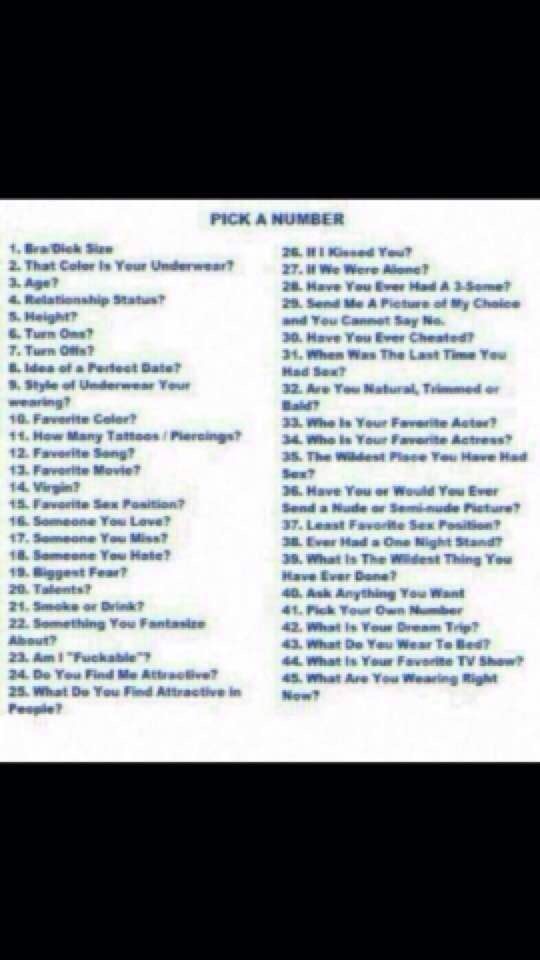 PICK A NUMBER
1. Bra/Dick Size
2. That Color Is Your Underwear?
3. Age?
4. Relationship Status?
5. Height?
6. Turn Ons?
7. Turn Offs?
8. Idea of a Perfect Date?
9. Style of Underwear Your
wearing?
10. Favorite Color?
11. How Many Tattoos / Piercings?
12. Favorite Song?
13. Favorite Movie?
14. Virgin?
15. Favorite Sex Position?
16. Someone You Love?
17. Someone You Miss?
18. Someone You Hate?
19. Biggest Fear?
20. Talents?
21. Smoke or Drink?
22. Something You Fantasize
About?
23. Am I "Fuckable"?
24. Do You Find Me Attractive?
25. What Do You Find Attractive in
People?
26. If I Kissed You?
27. If We Were Alone?
28. Have You Ever Had A 3-Some?
29. Send Me A Picture of My Choice
and You Cannot Say No.
30. Have You Ever Cheated?
31. When Was The Last Time You
Had Sex?
32. Are You Natural, Trimmed or
Bald?
33. Who Is Your Favorite Actor?
34. Who Is Your Favorite Actress?
35. The Wildest Place You Have Had
Sex?
36. Have You or Would You Ever
Send a Nude or Semi-nude Picture?
37. Least Favorite Sex Position?
38. Ever Had a One Night Stand?
39. What Is The Wildest Thing You
Have Ever Done?
40. Ask Anything You Want
41. Pick Your Own Number
42. What Is Your Dream Trip?
43. What Do You Wear To Bed?
44. What Is Your Favorite TV Show?
45. What Are You Wearing Right
Now?